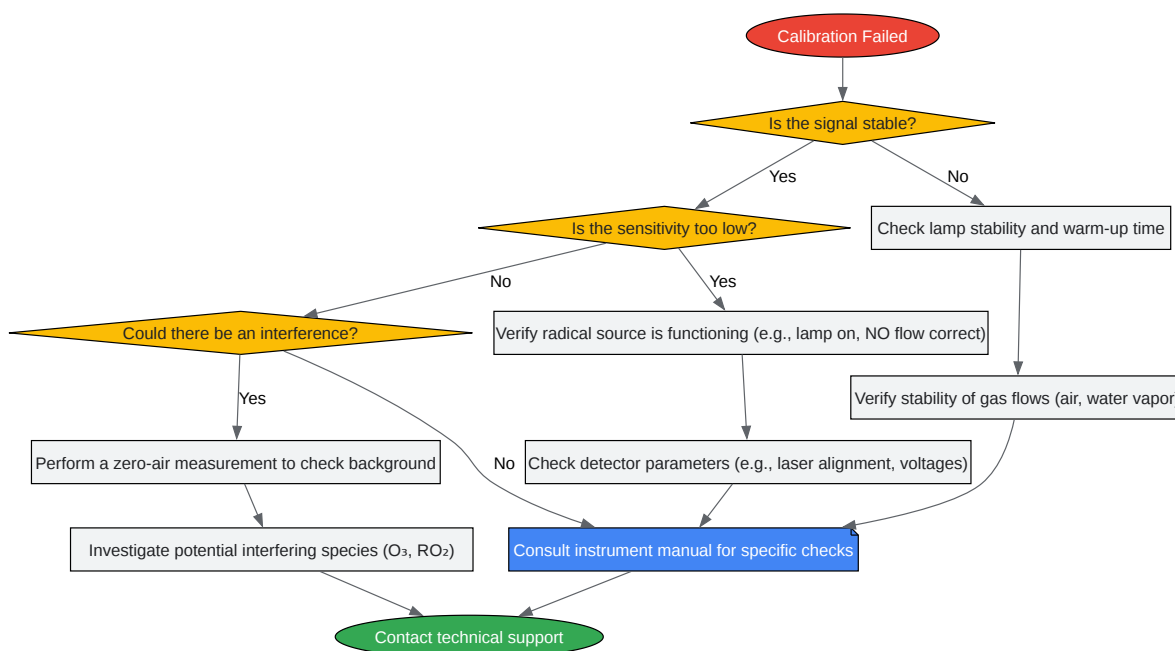 Calibration Failed
Is the signal stable?
Yes
No
Is the sensitivity too low?
Check lamp stability and warm-up time
No
Yes
Could there be an interference?
Verify radical source is functioning (e.g., lamp on, NO flow correct)
Yes
Verify stability of gas flows (air, water vapor
Perform a zero-air measurement to check background
No
Check detector parameters (e.g., laser alignment, voltages)
Investigate potential interfering species (O₃, RO₂)
Consult instrument manual for specific checks
Contact technical support